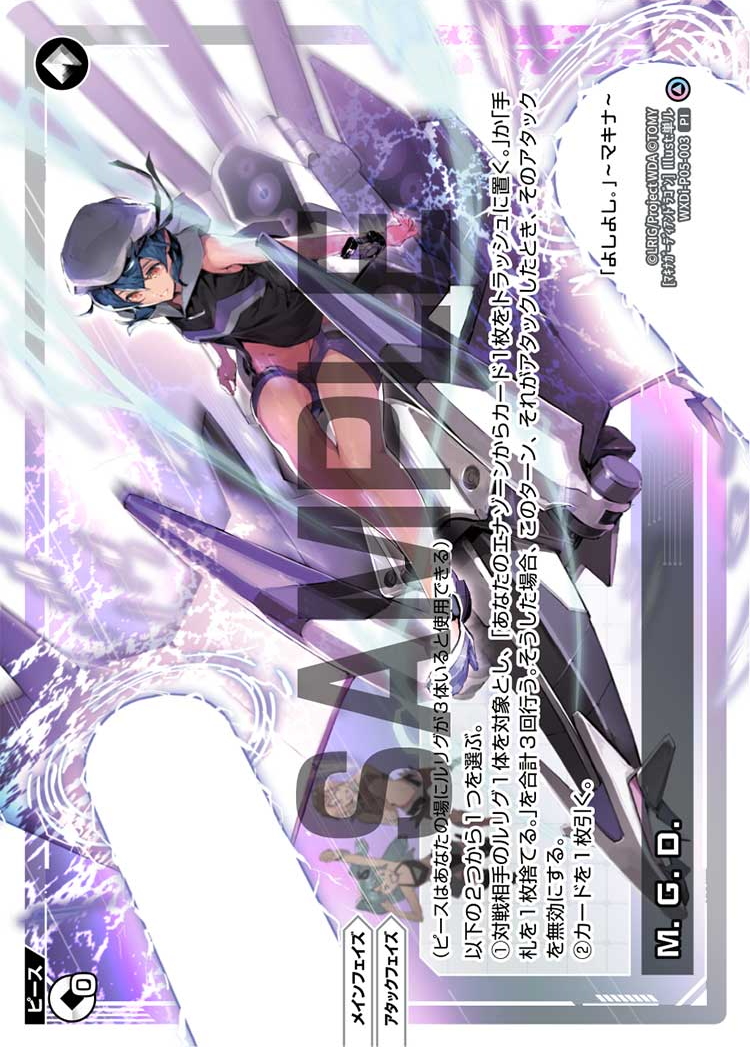 ピース
0
メインフェイズ
アタックフェイズ
SAMPLE
(ピースはあなたの場にルリグが3体いると使用できる)
以下の2つから1つを選ぶ。
①対戦相手のルリグ1体を対象とし、「あなたのエナゾーンからカード1枚をトラッシュに置く。」か「手
札を1枚捨てる。」を合計3回行う。そうした場合、このターン、それがアタックしたとき、そのアタック
を無効にする。
②カードを1枚引く。
「よしよし。」~マキナ~
M. G. D.
©LRIG/Project WDA ©TOMY
Illust:単ル
WXDi-P05-003 PI